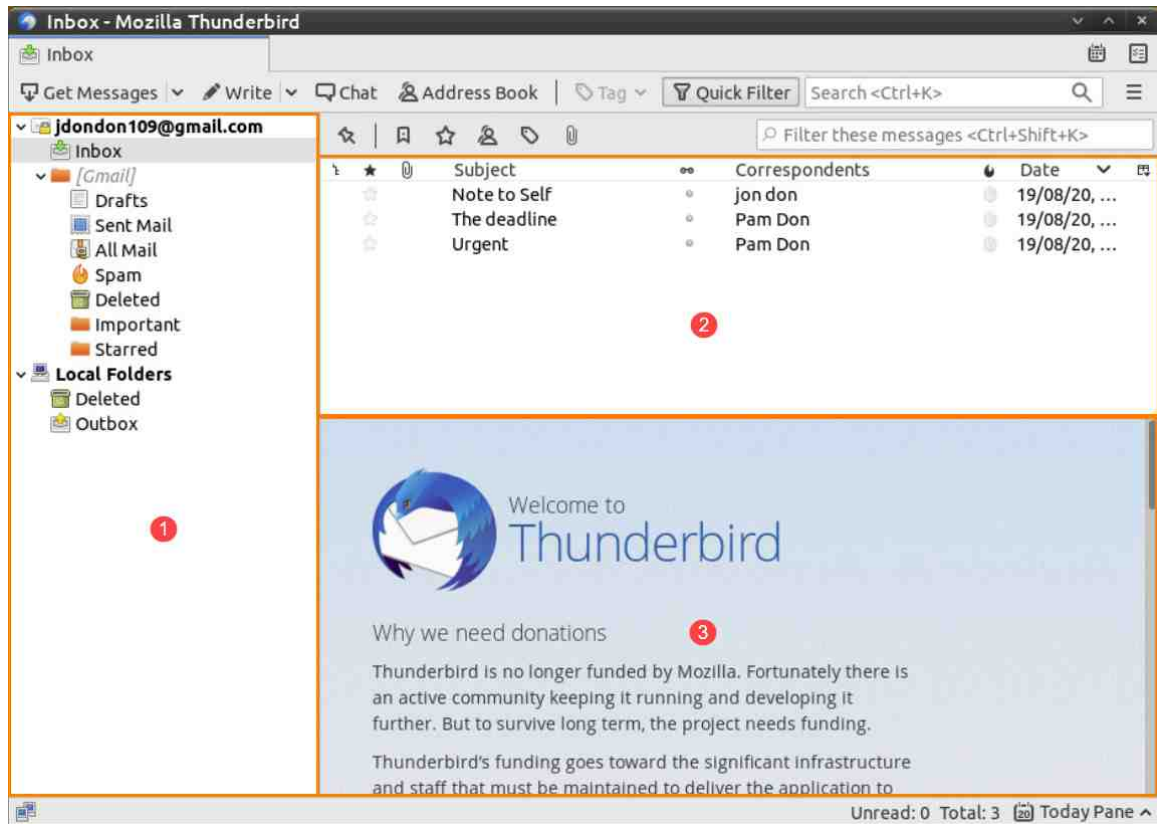 Inbox - Mozilla Thunderbird
Inbox
Get Messages Write Chat Address Book Tag Quick Filter Search <Ctrl+K>
jdondon109@gmail.com
Inbox
[Gmail]
Drafts
Sent Mail
All Mail
Spam
Deleted
Important
Starred
Local Folders
Deleted
Outbox
1
Filter these messages <Ctrl+Shift+K>
Subject Correspondents Date
Note to Self jon don 19/08/20, ...
The deadline Pam Don 19/08/20, ...
Urgent Pam Don 19/08/20, ...
2
Welcome to
Thunderbird
Why we need donations
3
Thunderbird is no longer funded by Mozilla. Fortunately there is
an active community keeping it running and developing it
further. But to survive long term, the project needs funding.
Thunderbird's funding goes toward the significant infrastructure
and staff that must be maintained to deliver the application to
Unread: 0 Total: 3 20 Today Pane